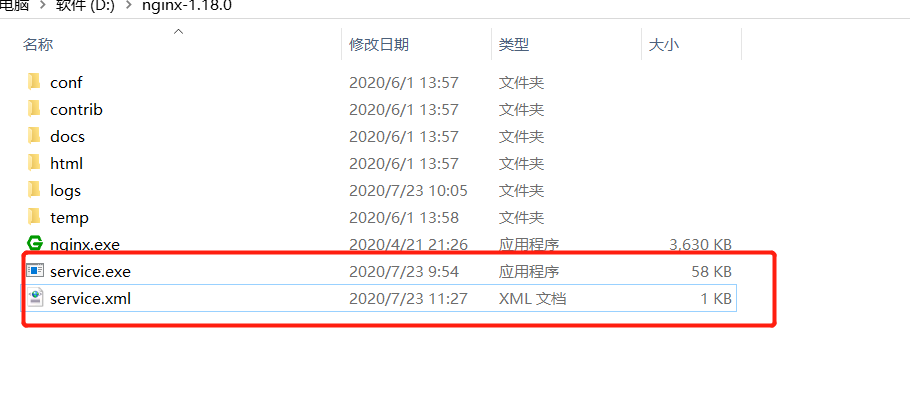 电脑 > 软件 (D:) > nginx-1.18.0
名称 修改日期 类型 大小
conf 2020/6/1 13:57 文件夹
contrib 2020/6/1 13:57 文件夹
docs 2020/6/1 13:57 文件夹
html 2020/6/1 13:57 文件夹
logs 2020/7/23 10:05 文件夹
temp 2020/6/1 13:58 文件夹
nginx.exe 2020/4/21 21:26 应用程序 3,630 KB
service.exe 2020/7/23 9:54 应用程序 58 KB
service.xml 2020/7/23 11:27 XML 文档 1 KB